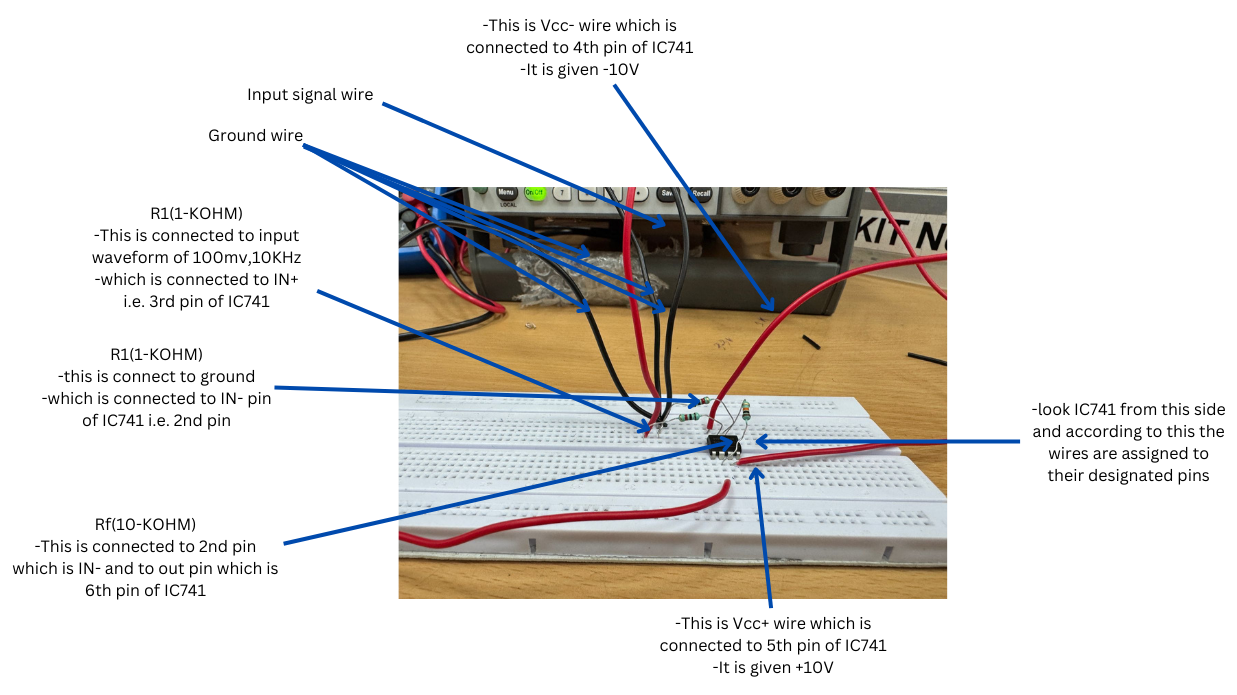 -This is Vcc- wire which is
connected to 4th pin of IC741
-It is given -10V
Input signal wire
Ground wire
R1(1-KOHM)
-This is connected to input
waveform of 100mv,10KHz
-which is connected to IN+
i.e. 3rd pin of IC741
R1(1-KOHM)
-this is connect to ground
-which is connected to IN- pin
of IC741 i.e. 2nd pin
Rf(10-KOHM)
-This is connected to 2nd pin
which is IN- and to out pin which is
6th pin of IC741
Menu
On/Off
?
Recall
LOCAL
KIT
-look IC741 from this side
and according to this the
wires are assigned to
their designated pins
-This is Vcc+ wire which is
connected to 5th pin of IC741
-It is given +10V